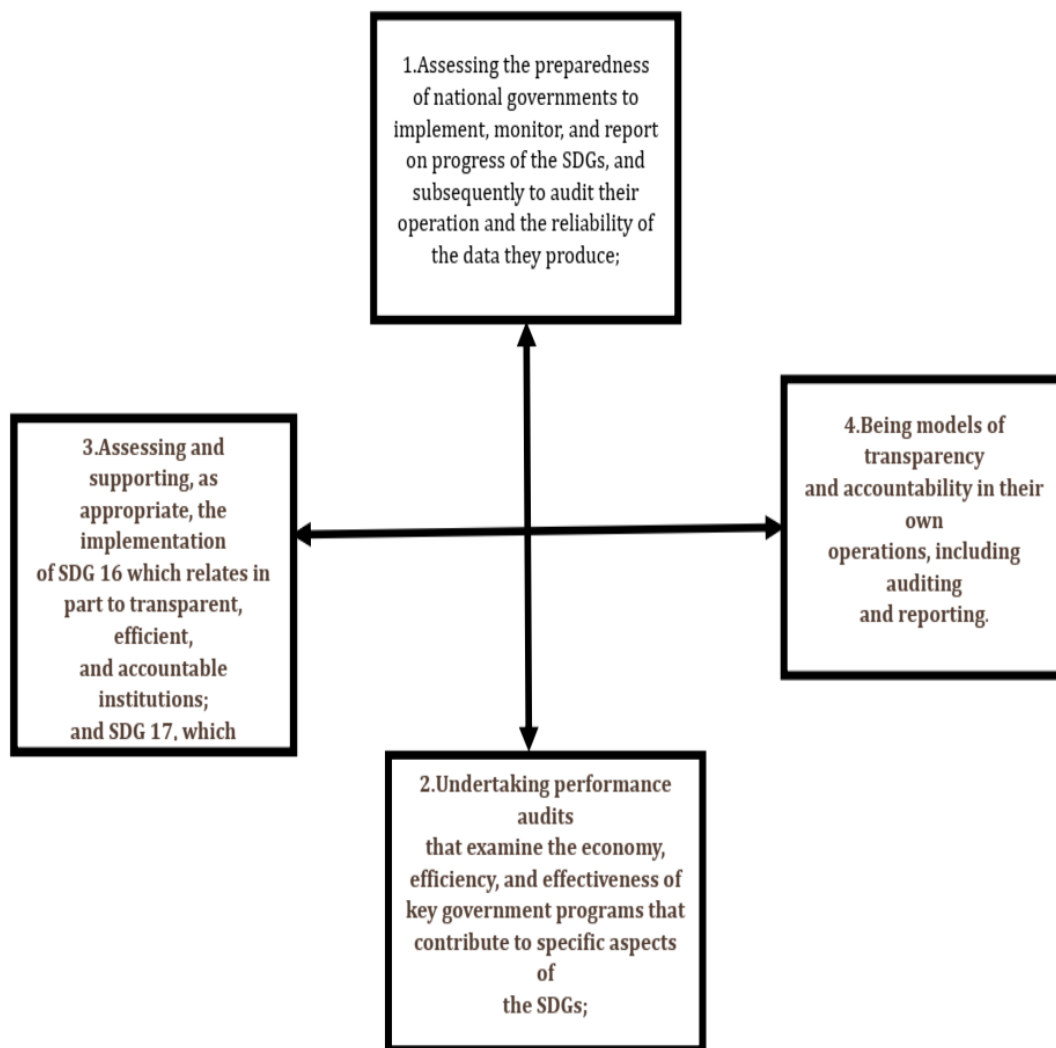 1.Assessing the preparedness
of national governments to
implement, monitor, and report
on progress of the SDGs, and
subsequently to audit their
operation and the reliability of
the data they produce;
3.Assessing and
supporting, as
appropriate, the
implementation
of SDG 16 which relates in
part to transparent,
efficient,
and accountable
institutions;
and SDG 17, which
4.Being models of
transparency
and accountability in their
own
operations, including
auditing
and reporting.
2.Undertaking performance
audits
that examine the economy,
efficiency, and effectiveness of
key government programs that
contribute to specific aspects
of
the SDGs;